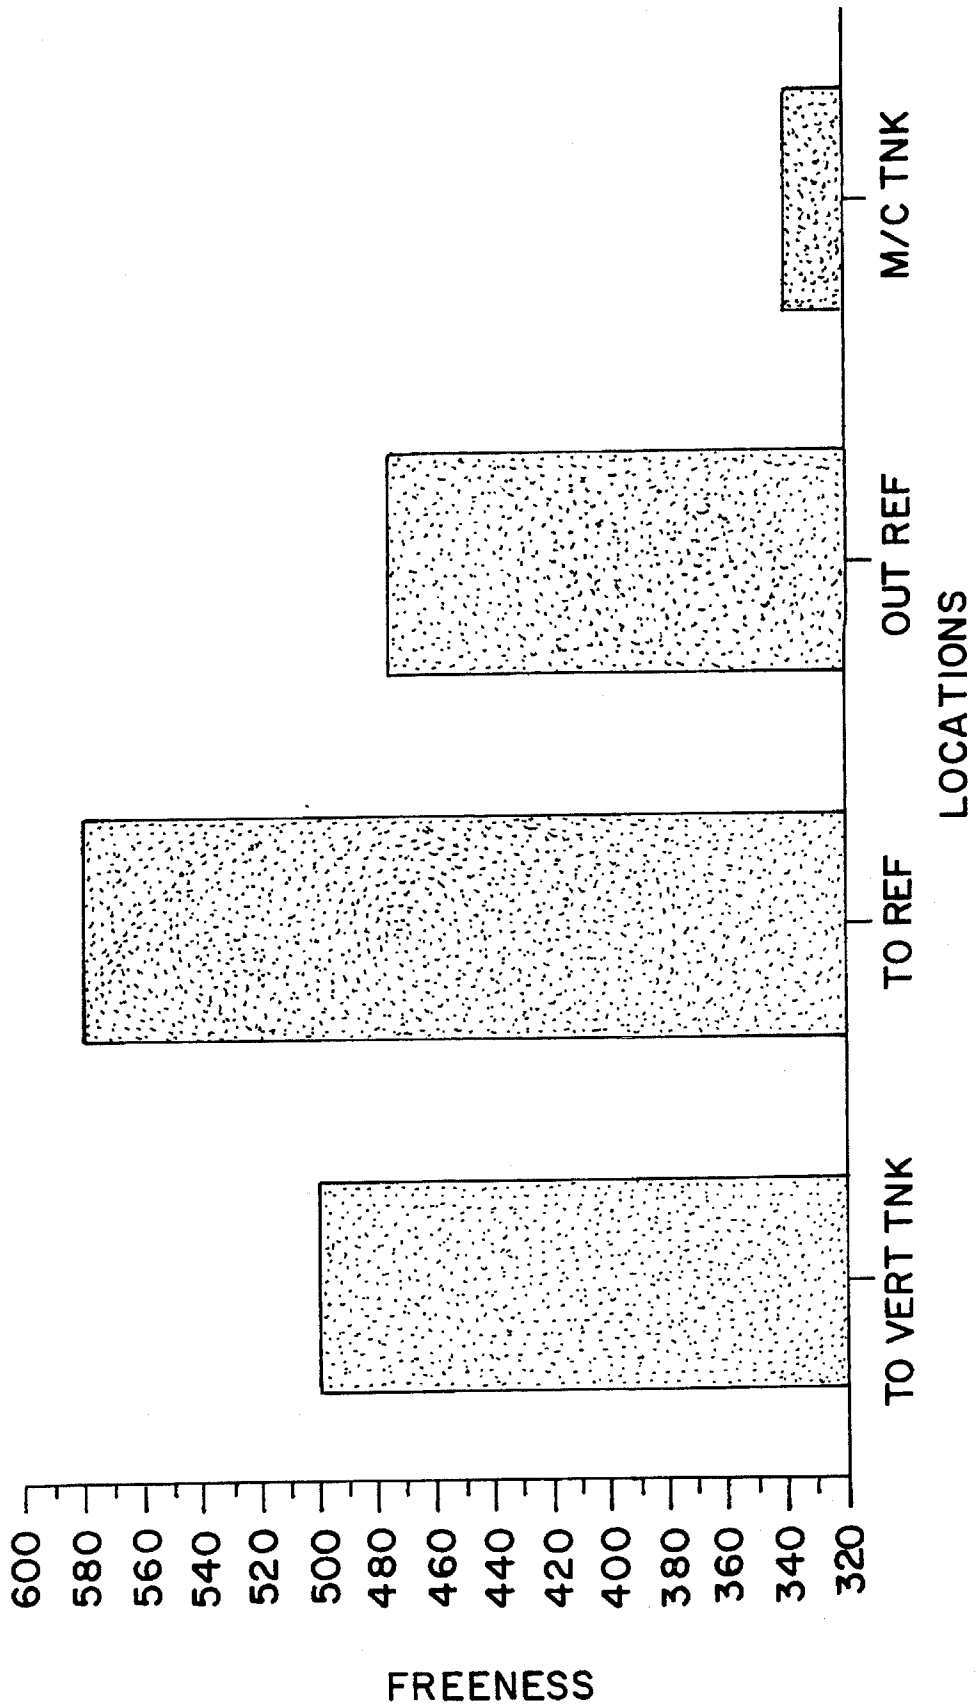 FREENESS
600
580
560
540
520
500
480
460
440
420
400
380
360
340
320
TO VERT TNK
TO REF
OUT REF
M/C TNK
LOCATIONS